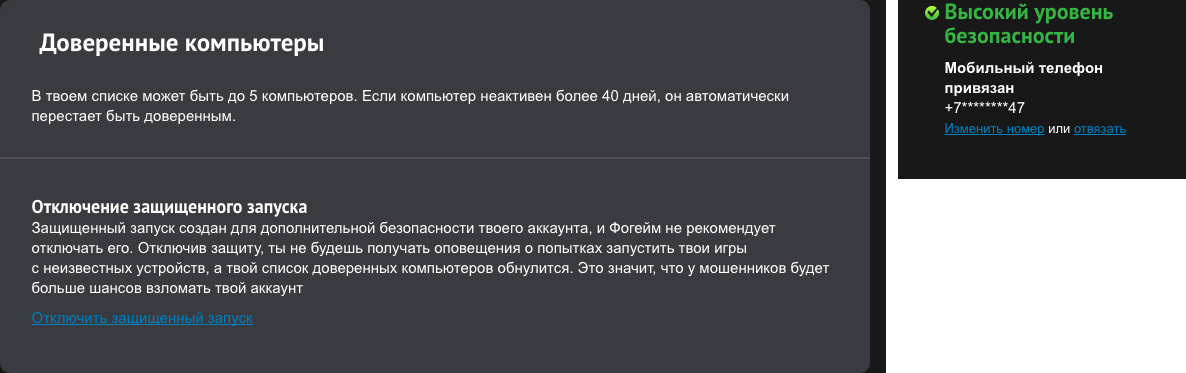 Доверенные компьютеры
В твоем списке может быть до 5 компьютеров. Если компьютер неактивен более 40 дней, он автоматически
перестает быть доверенным.
Отключение защищенного запуска
Защищенный запуск создан для дополнительной безопасности твоего аккаунта, и Фогейм не рекомендует
отключать его. Отключив защиту, ты не будешь получать оповещения о попытках запустить твои игры
с неизвестных устройств, а твой список доверенных компьютеров обнулится. Это значит, что у мошенников будет
больше шансов взломать твой аккаунт
Отключить защищенный запуск
Высокий уровень
безопасности
Мобильный телефон
привязан
+7********47
Изменить номер или отвязать